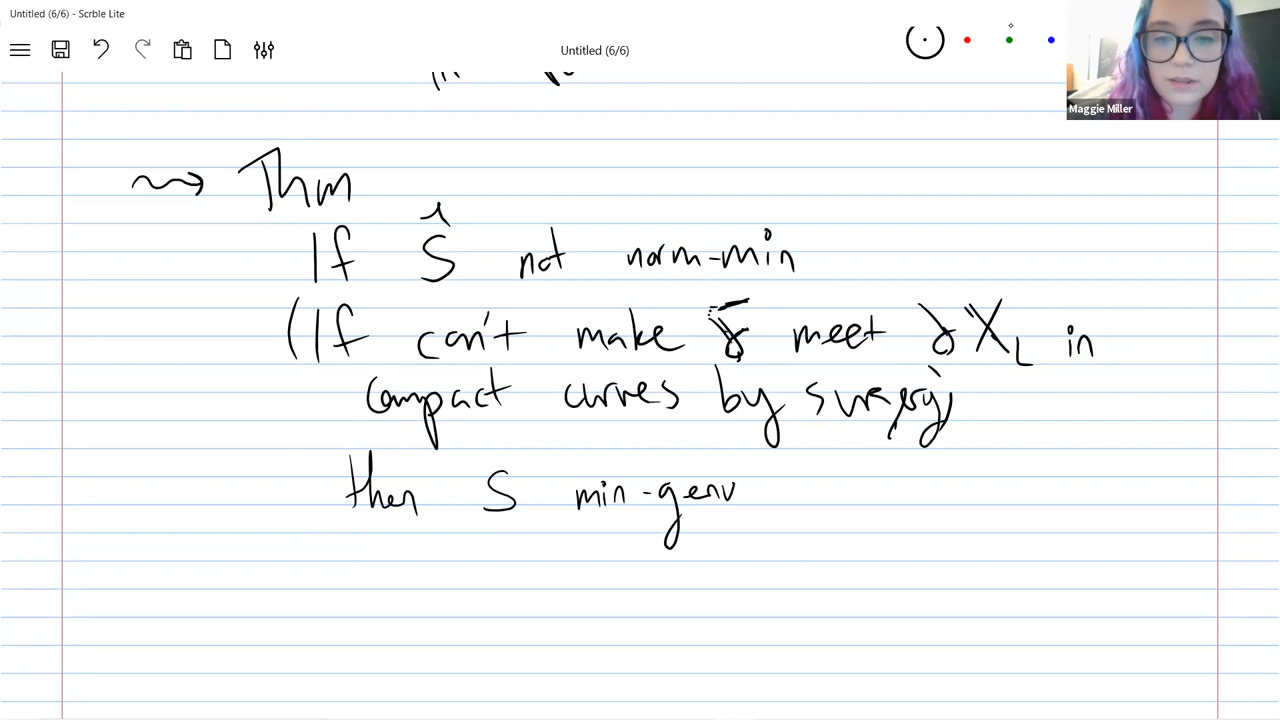 Untitled (6/6) - Scrble Lite
Untitled (6/6)
Maggie Miller
⇝ Thm
If Ŝ not norm-min
(If can't make meet ∂X_L in
compact curves by surgery)
then S min-genu